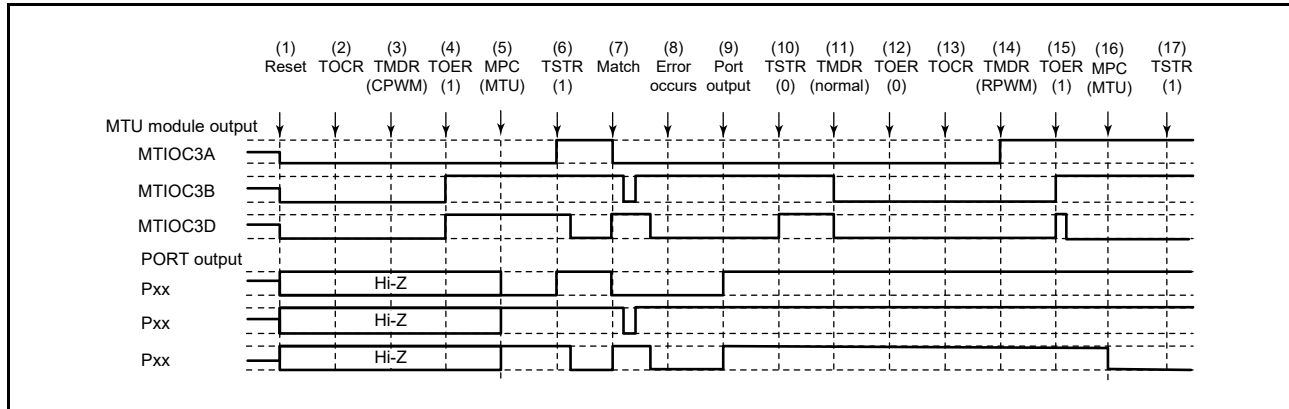 (1) (2) (3) (4) (5) (6) (7) (8) (9) (10) (11) (12) (13) (14) (15) (16) (17)
Reset TOCR TMDR TOER MPC TSTR Match Error Port TSTR TMDR TOER TOCR TMDR TOER MPC TSTR
(CPWM) (1) (MTU) (1) occurs output (0) (normal) (0) (RPWM) (1) (MTU) (1)
MTU module output
MTIOC3A
MTIOC3B
MTIOC3D
PORT output
Pxx Hi-Z
Pxx Hi-Z
Pxx Hi-Z